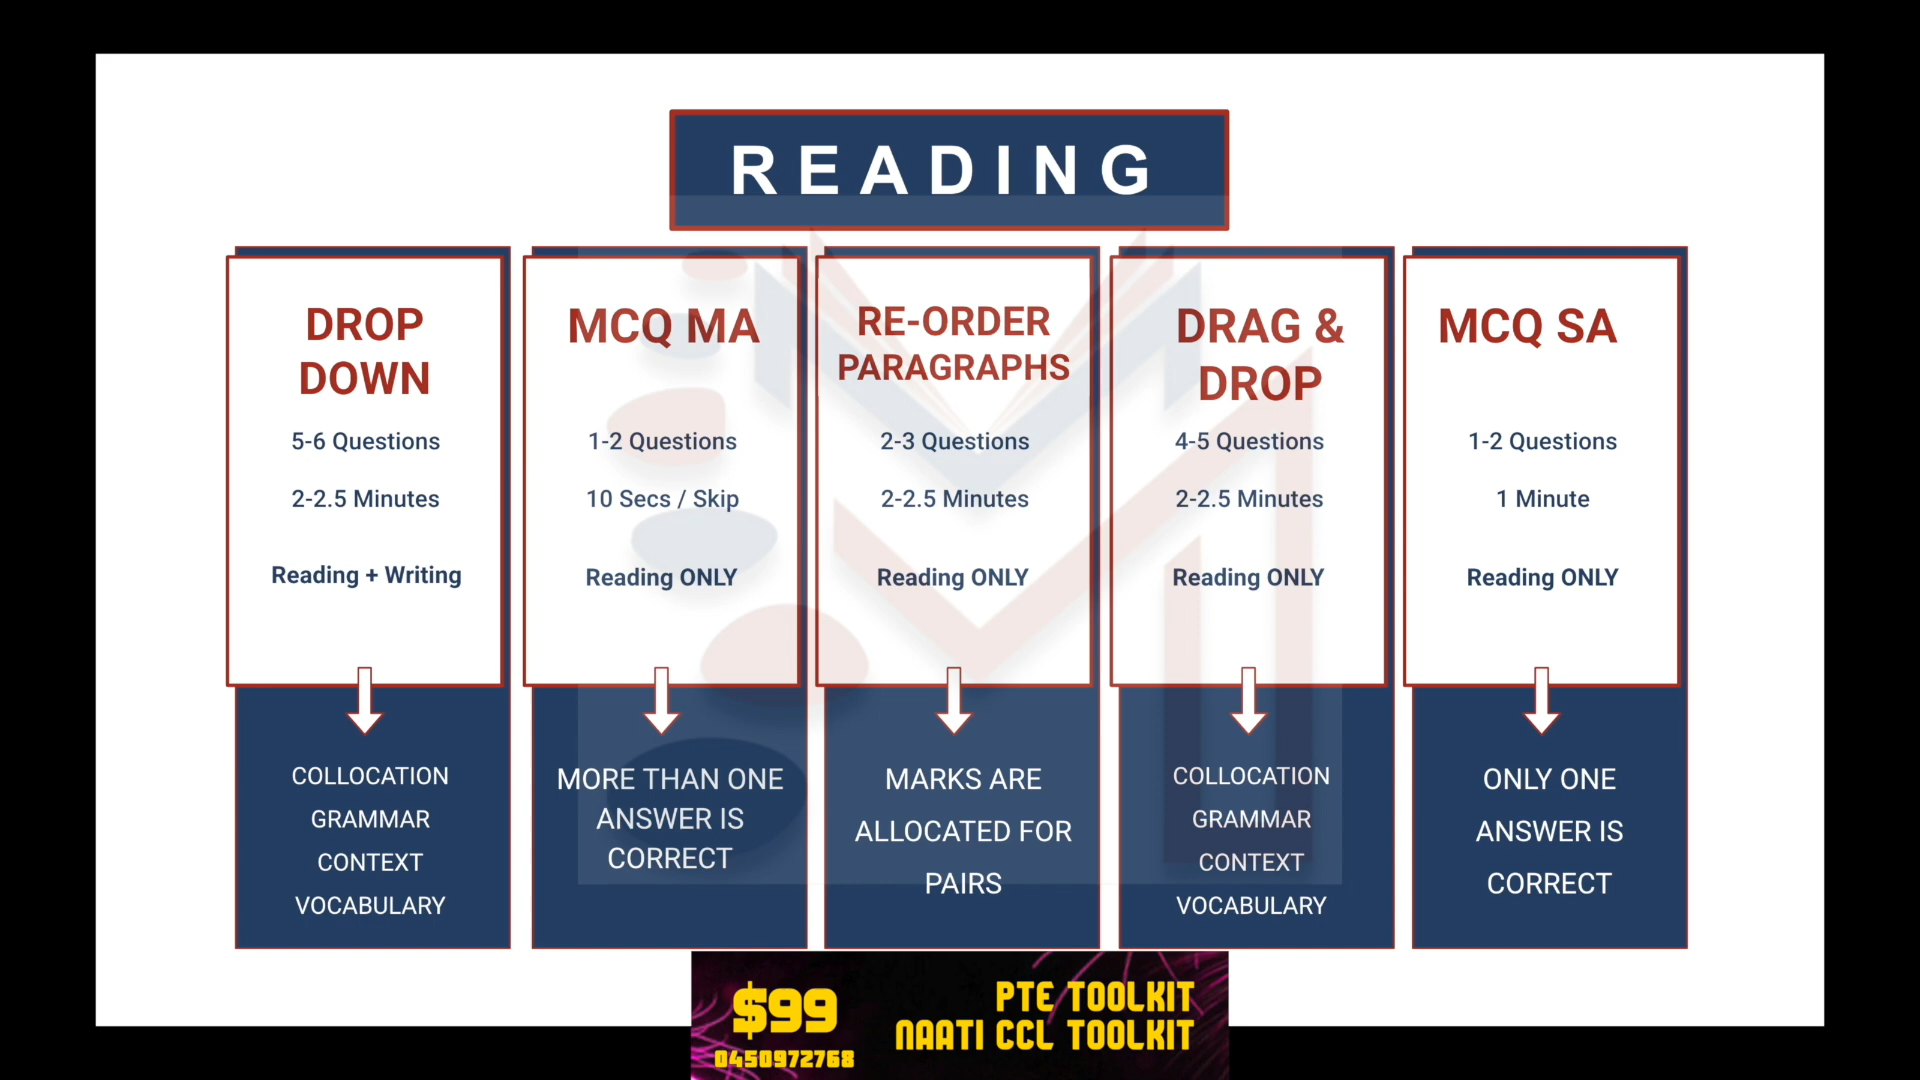 READING
DROP
DOWN
5-6 Questions
2-2.5 Minutes
Reading + Writing
COLLOCATION
GRAMMAR
CONTEXT
VOCABULARY
MCQ MA
1-2 Questions
10 Secs / Skip
Reading ONLY
MORE THAN ONE
ANSWER IS
CORRECT
RE-ORDER
PARAGRAPHS
2-3 Questions
2-2.5 Minutes
Reading ONLY
MARKS ARE
ALLOCATED FOR
PAIRS
DRAG &
DROP
4-5 Questions
2-2.5 Minutes
Reading ONLY
COLLOCATION
GRAMMAR
CONTEXT
VOCABULARY
MCQ SA
1-2 Questions
1 Minute
Reading ONLY
ONLY ONE
ANSWER IS
CORRECT
$99
0450972768
PTE TOOLKIT
NAATI CCL TOOLKIT